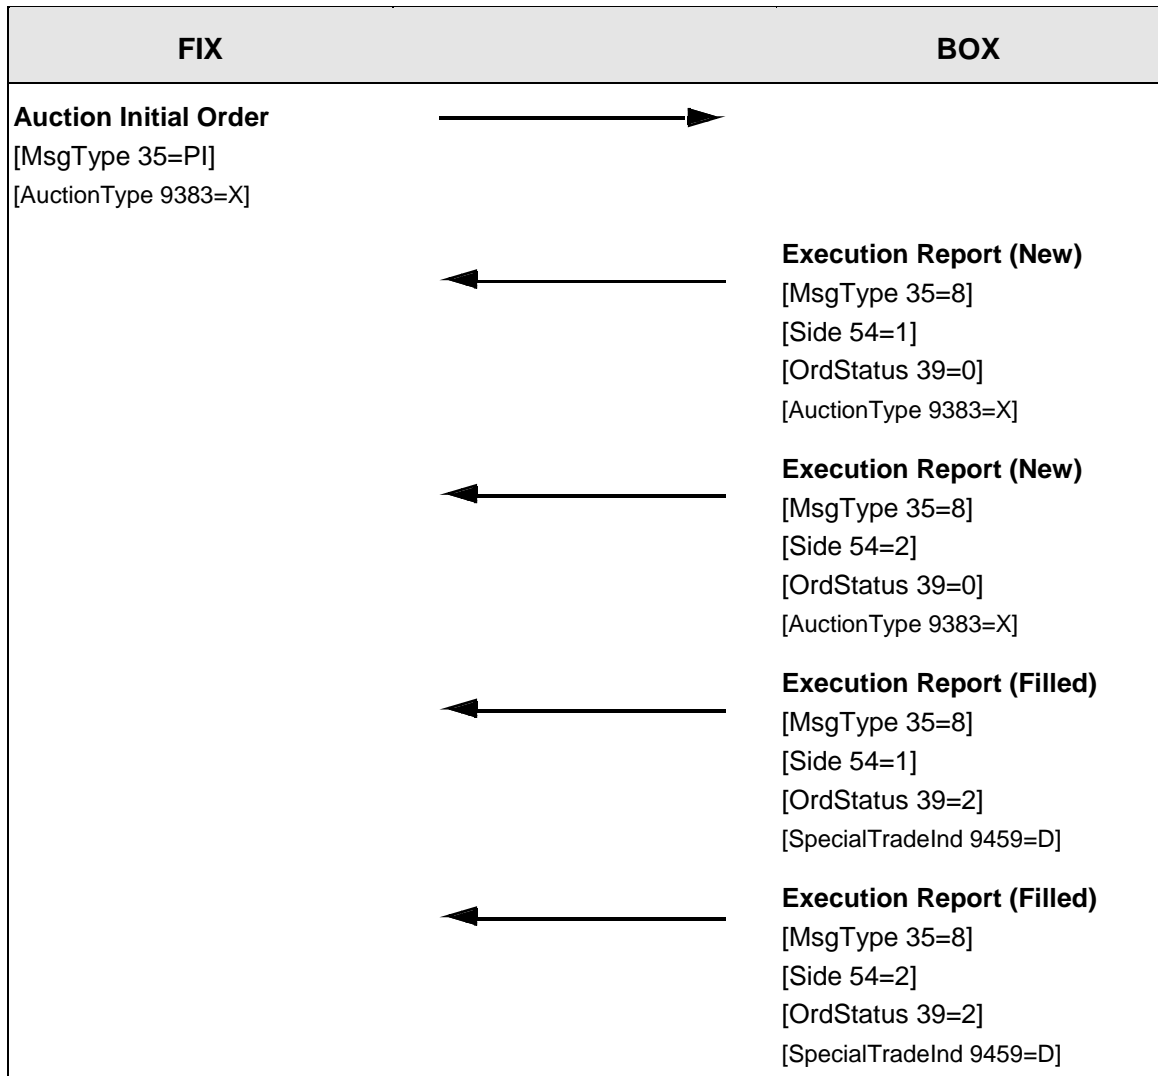 FIX
BOX
Auction Initial Order
[MsgType 35=PI]
[AuctionType 9383=X]
Execution Report (New)
[MsgType 35=8]
[Side 54=1]
[OrdStatus 39=0]
[AuctionType 9383=X]
Execution Report (New)
[MsgType 35=8]
[Side 54=2]
[OrdStatus 39=0]
[AuctionType 9383=X]
Execution Report (Filled)
[MsgType 35=8]
[Side 54=1]
[OrdStatus 39=2]
[SpecialTradeInd 9459=D]
Execution Report (Filled)
[MsgType 35=8]
[Side 54=2]
[OrdStatus 39=2]
[SpecialTradeInd 9459=D]